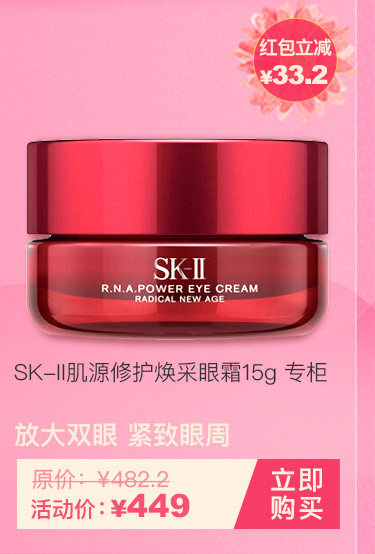 红包立减
¥33.2
SK-II
R.N.A.POWER EYE CREAM
RADICAL NEW AGE
SK-II肌源修护焕采眼霜15g 专柜
放大双眼 紧致眼周
原价：¥482.2
活动价：¥449
立即
购买